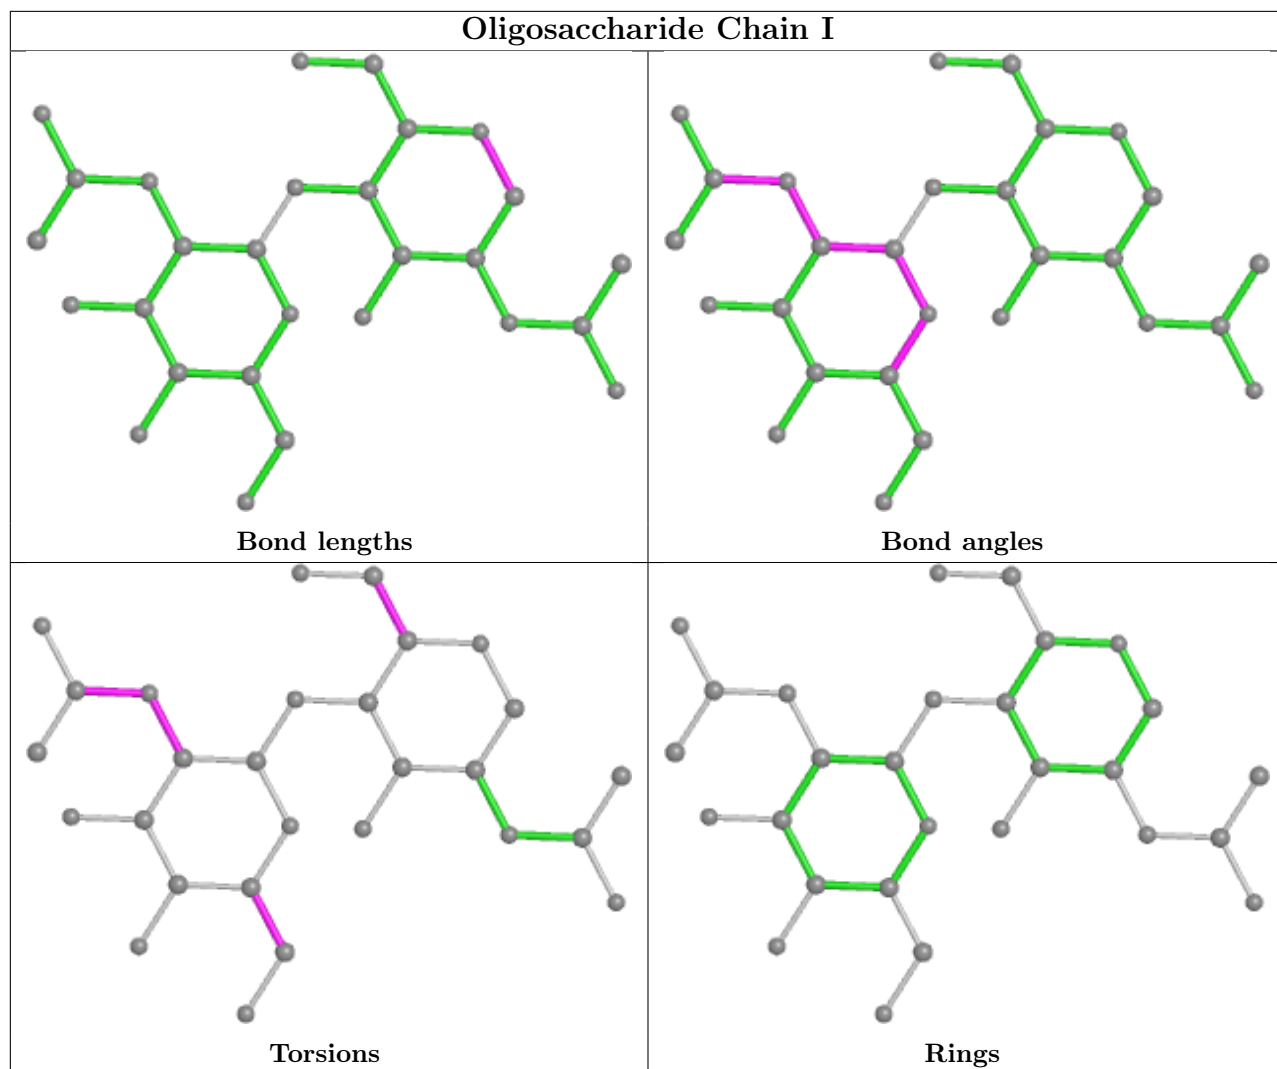 Oligosaccharide Chain I
Bond lengths
Bond angles
Torsions
Rings